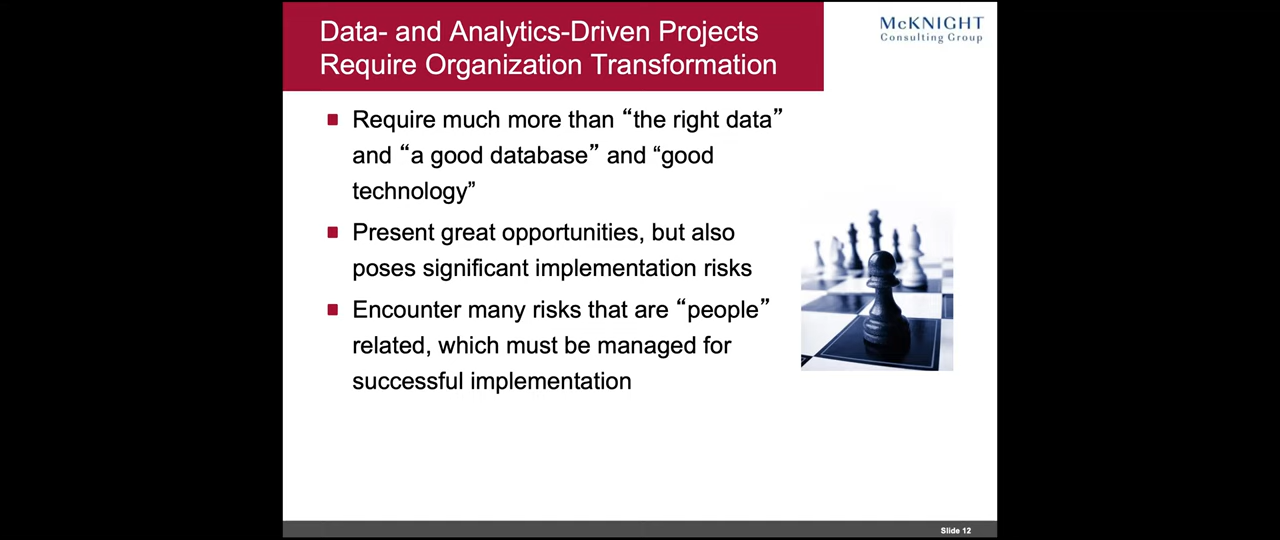 Data- and Analytics-Driven Projects
Require Organization Transformation
McKNIGHT
Consulting Group
Require much more than “the right data”
and “a good database” and “good
technology”
Present great opportunities, but also
poses significant implementation risks
Encounter many risks that are “people”
related, which must be managed for
successful implementation
Slide 12